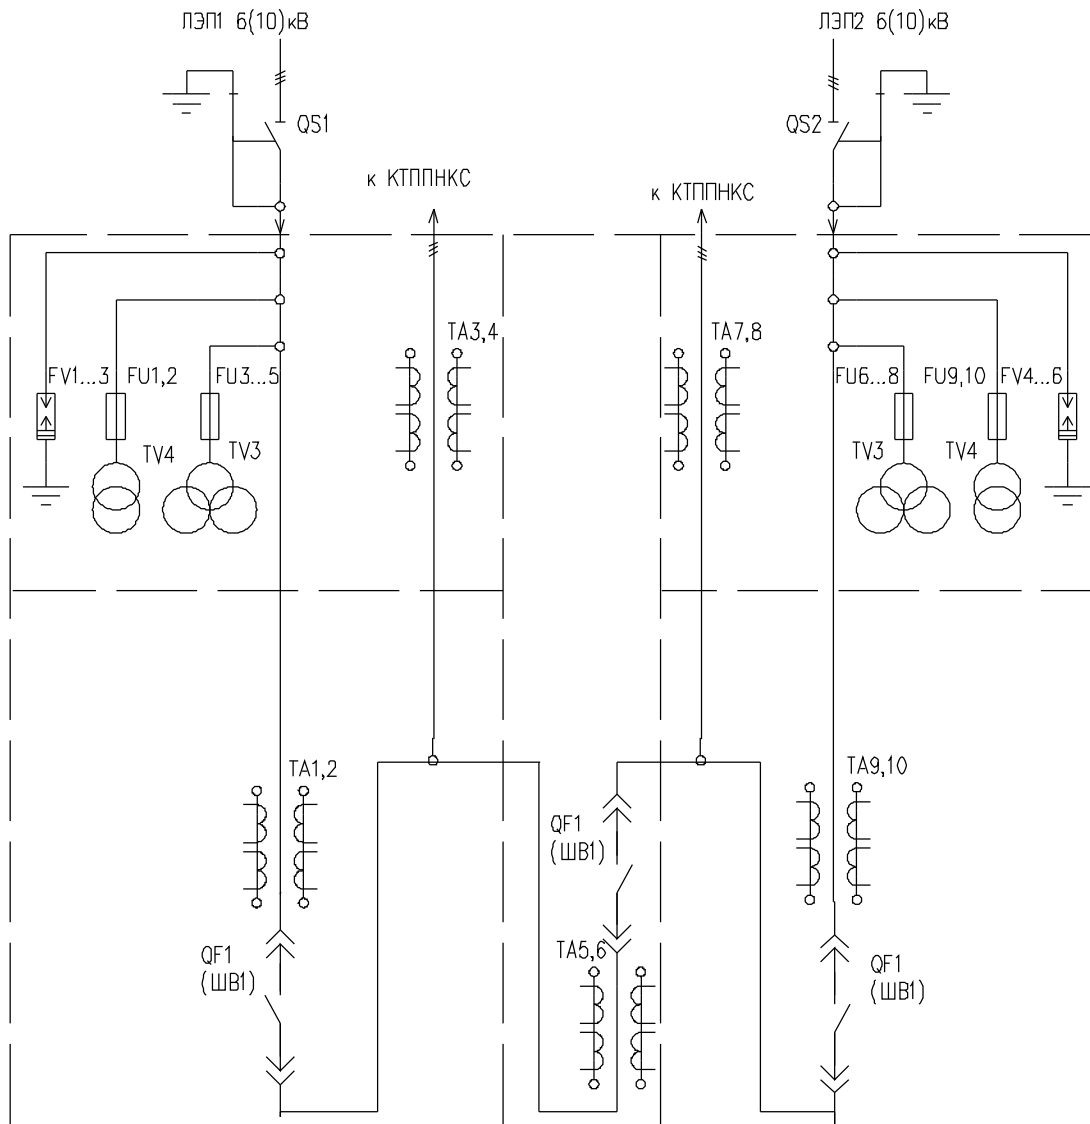 ЛЭП1 6(10)кВ
ЛЭП2 6(10)кВ
QS1
QS2
к КТППНКС
к КТППНКС
TA3,4
TA7,8
FV1...3
FU1,2
FU3...5
FU6...8
FU9,10
FV4...6
TV4
TV3
TV3
TV4
TA1,2
TA9,10
QF1
(ШВ1)
TA5,6
QF1
(ШВ1)
QF1
(ШВ1)